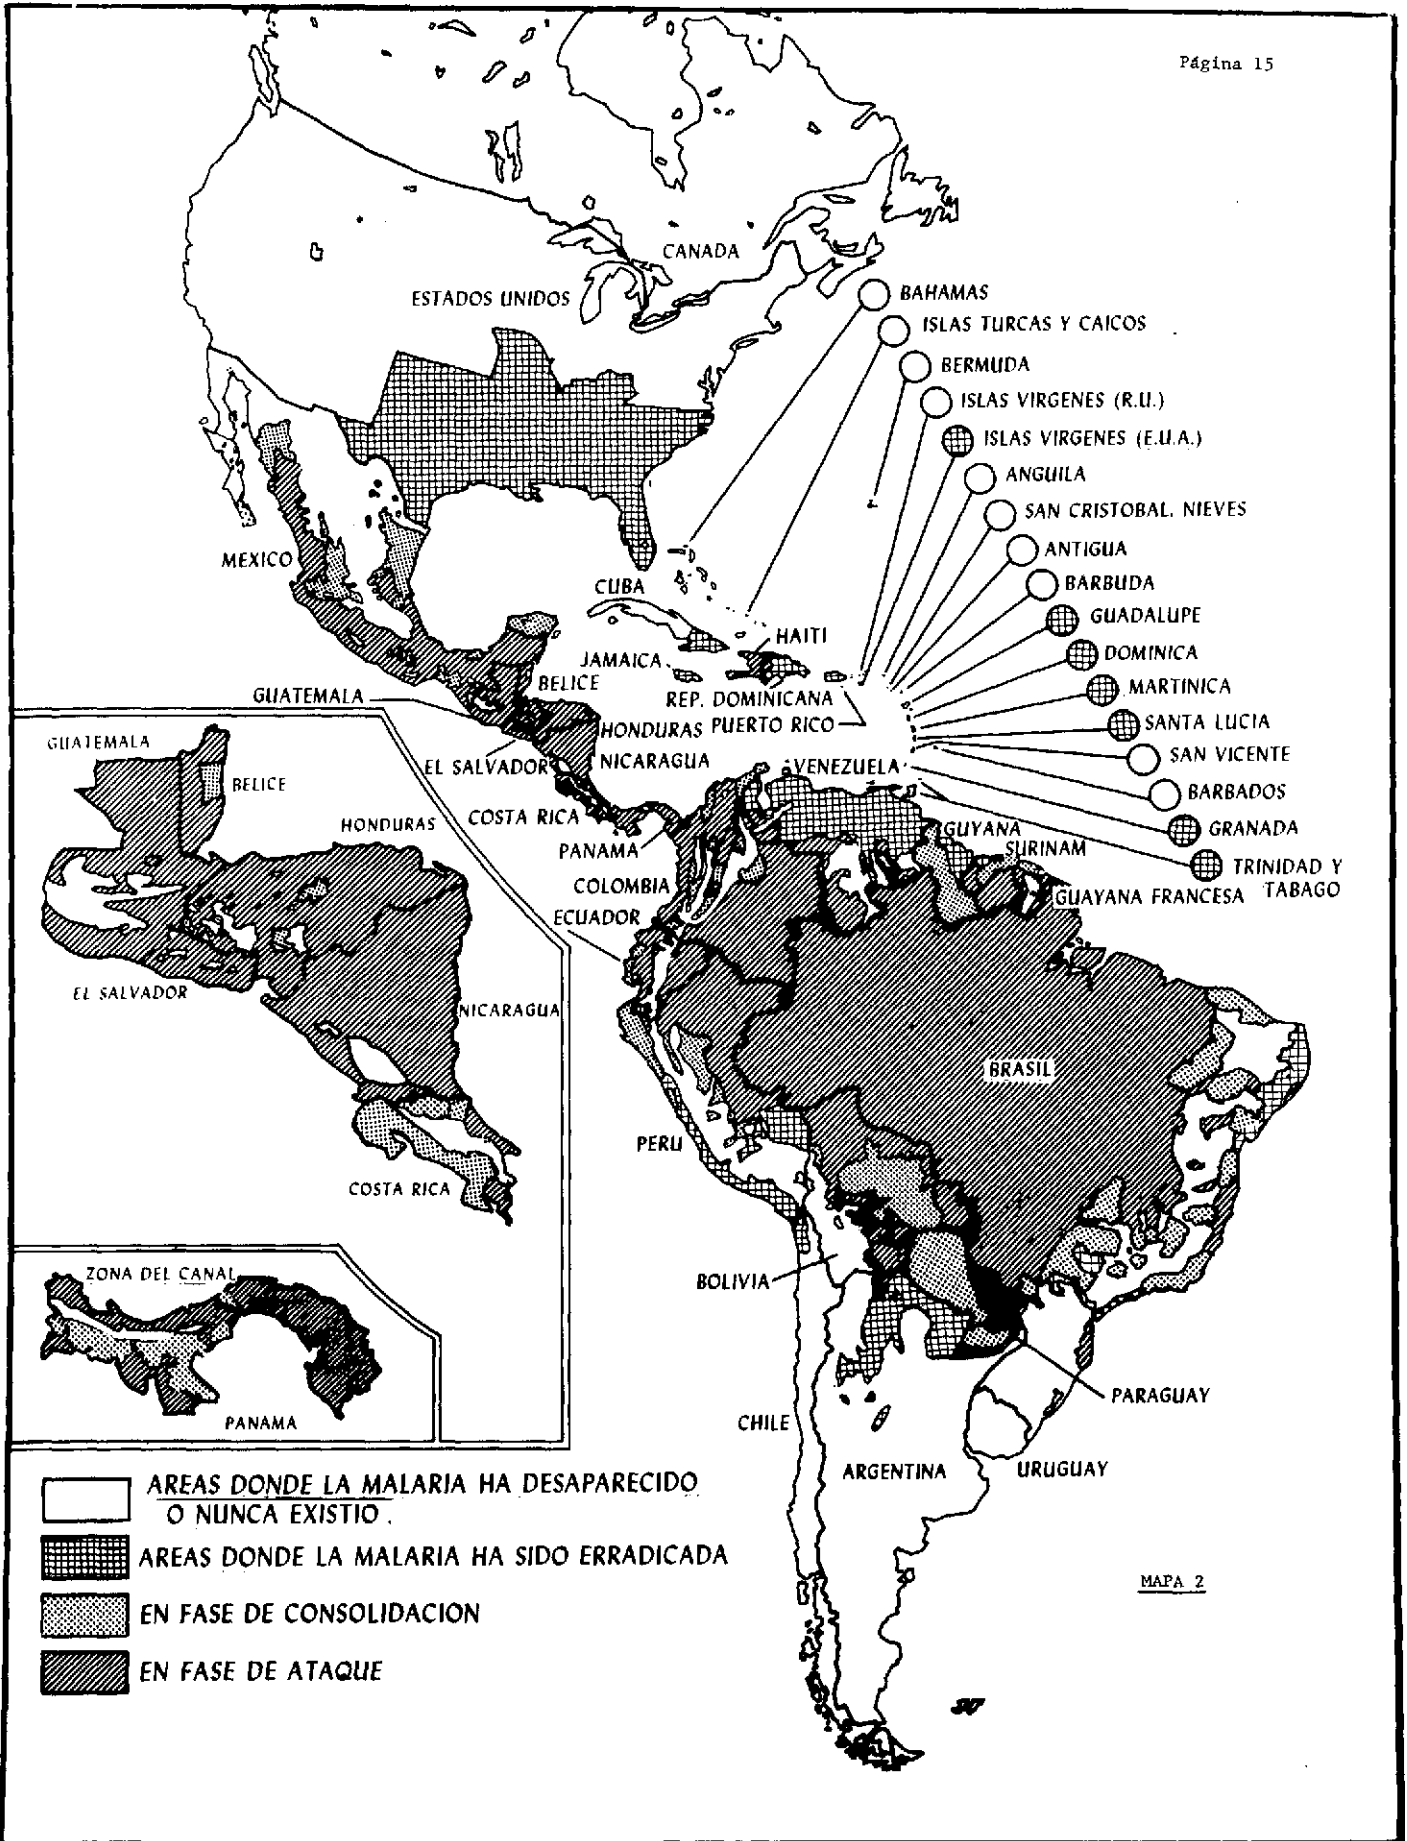 Página 15
CANADA
ESTADOS UNIDOS
BAHAMAS
ISLAS TURCAS Y CAICOS
BERMUDA
ISLAS VIRGENES (R.U.)
ISLAS VIRGENES (E.U.A.)
ANGUILA
SAN CRISTOBAL, NIEVES
ANTIGUA
BARBUDA
GUADALUPE
DOMINICA
MARTINICA
SANTA LUCIA
SAN VICENTE
BARBADOS
GRANADA
TRINIDAD Y
TABAGO
MEXICO
CUBA
HAITI
JAMAICA
BELICE
REP. DOMINICANA
GUATEMALA
HONDURAS
PUERTO RICO
NICARAGUA
EL SALVADOR
VENEZUELA
COSTA RICA
PANAMA
GUYANA
SURINAM
COLOMBIA
GUAYANA FRANCESA
ECUADOR
BRASIL
PERU
BOLIVIA
PARAGUAY
CHILE
ARGENTINA
URUGUAY
GUATEMALA
BELICE
HONDURAS
EL SALVADOR
NICARAGUA
COSTA RICA
ZONA DEL CANAL
PANAMA
AREAS DONDE LA MALARIA HA DESAPARECIDO
O NUNCA EXISTIO.
AREAS DONDE LA MALARIA HA SIDO ERRADICADA
EN FASE DE CONSOLIDACION
EN FASE DE ATAQUE
MAPA 2